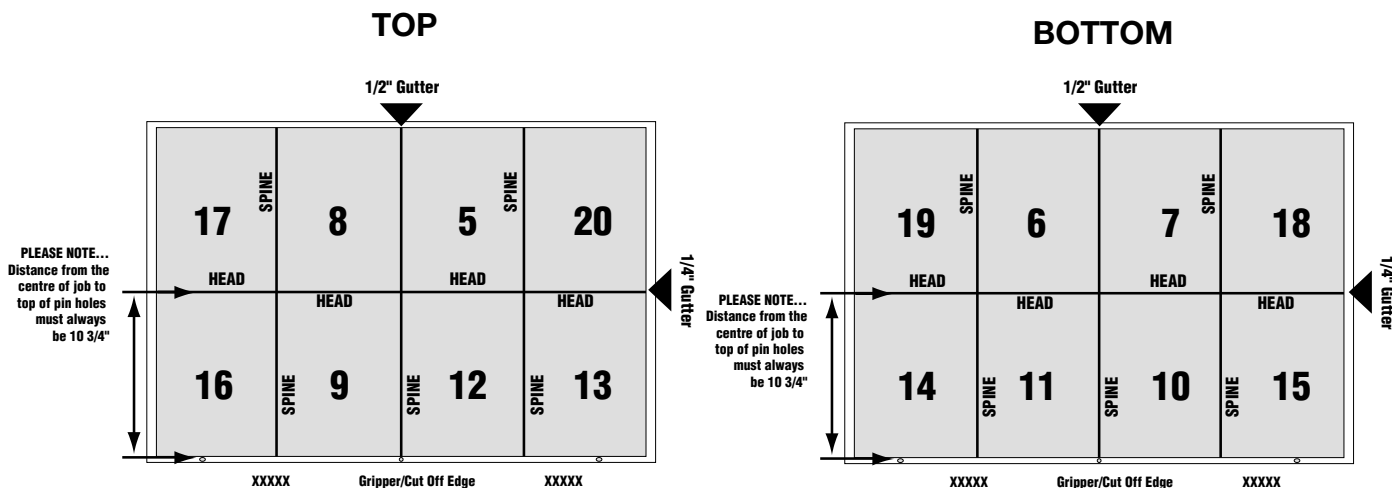 TOP
1/2" Gutter
17
SPINE
8
5
SPINE
20
HEAD
HEAD
HEAD
HEAD
1/4" Gutter
PLEASE NOTE...
Distance from the
centre of job to
top of pin holes
must always
be 10 3/4"
16
SPINE
9
SPINE
12
SPINE
13
XXXXX
Gripper/Cut Off Edge
XXXXX
BOTTOM
1/2" Gutter
19
SPINE
6
7
SPINE
18
HEAD
HEAD
HEAD
HEAD
1/4" Gutter
PLEASE NOTE...
Distance from the
centre of job to
top of pin holes
must always
be 10 3/4"
14
SPINE
11
SPINE
10
SPINE
15
XXXXX
Gripper/Cut Off Edge
XXXXX